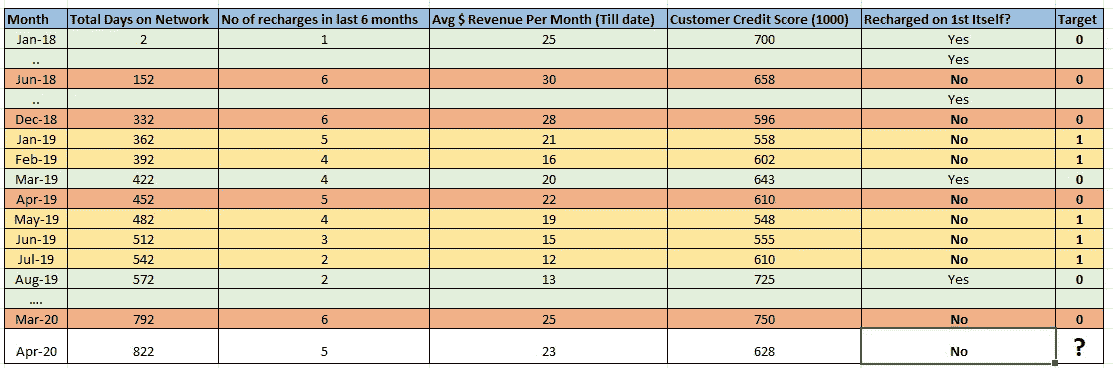 Month Total Days on Network No of recharges in last 6 months Avg $ Revenue Per Month (Till date) Customer Credit Score (1000) Recharged on 1st Itself? Target
Jan-18 2 1 25 700 Yes 0
.. Yes
Jun-18 152 6 30 658 No 0
.. Yes
Dec-18 332 6 28 596 No 0
Jan-19 362 5 21 558 No 1
Feb-19 392 4 16 602 No 1
Mar-19 422 4 20 643 Yes 0
Apr-19 452 5 22 610 No 0
May-19 482 4 19 548 No 1
Jun-19 512 3 15 555 No 1
Jul-19 542 2 12 610 No 1
Aug-19 572 2 13 725 Yes 0
....
Mar-20 792 6 25 750 No 0
Apr-20 822 5 23 628 No ?